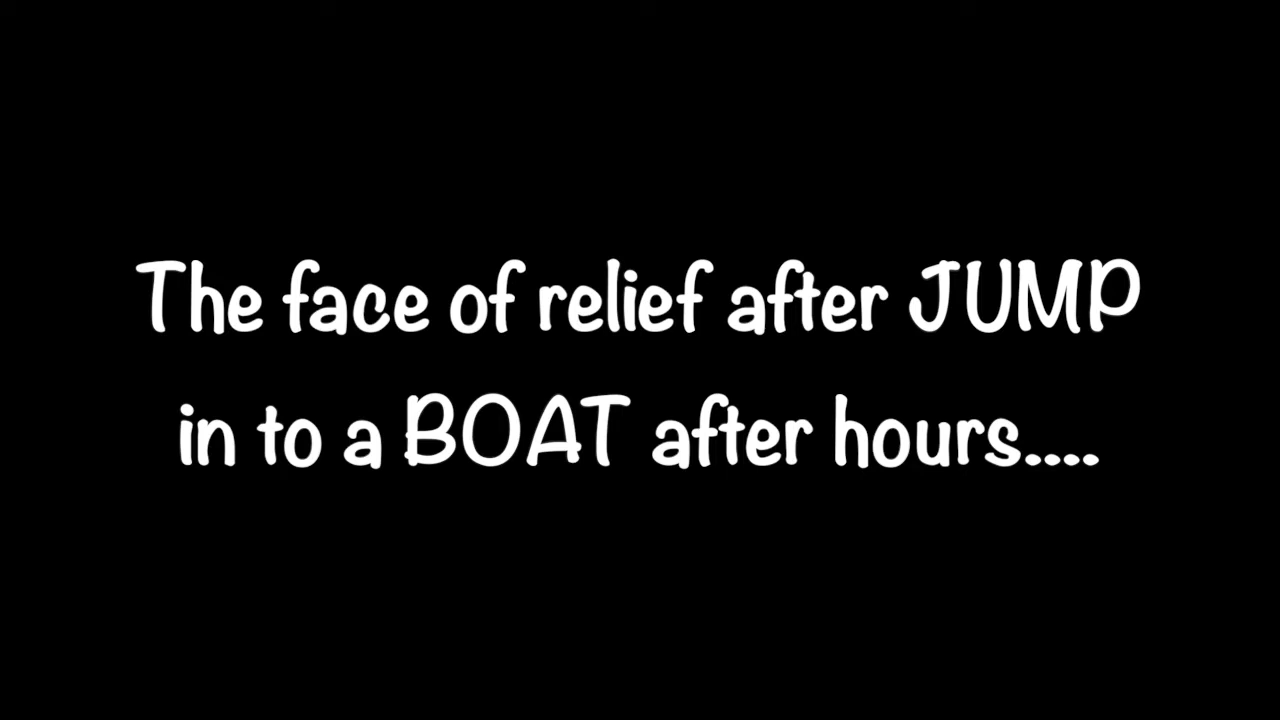 The face of relief after JUMP
in to a BOAT after hours....